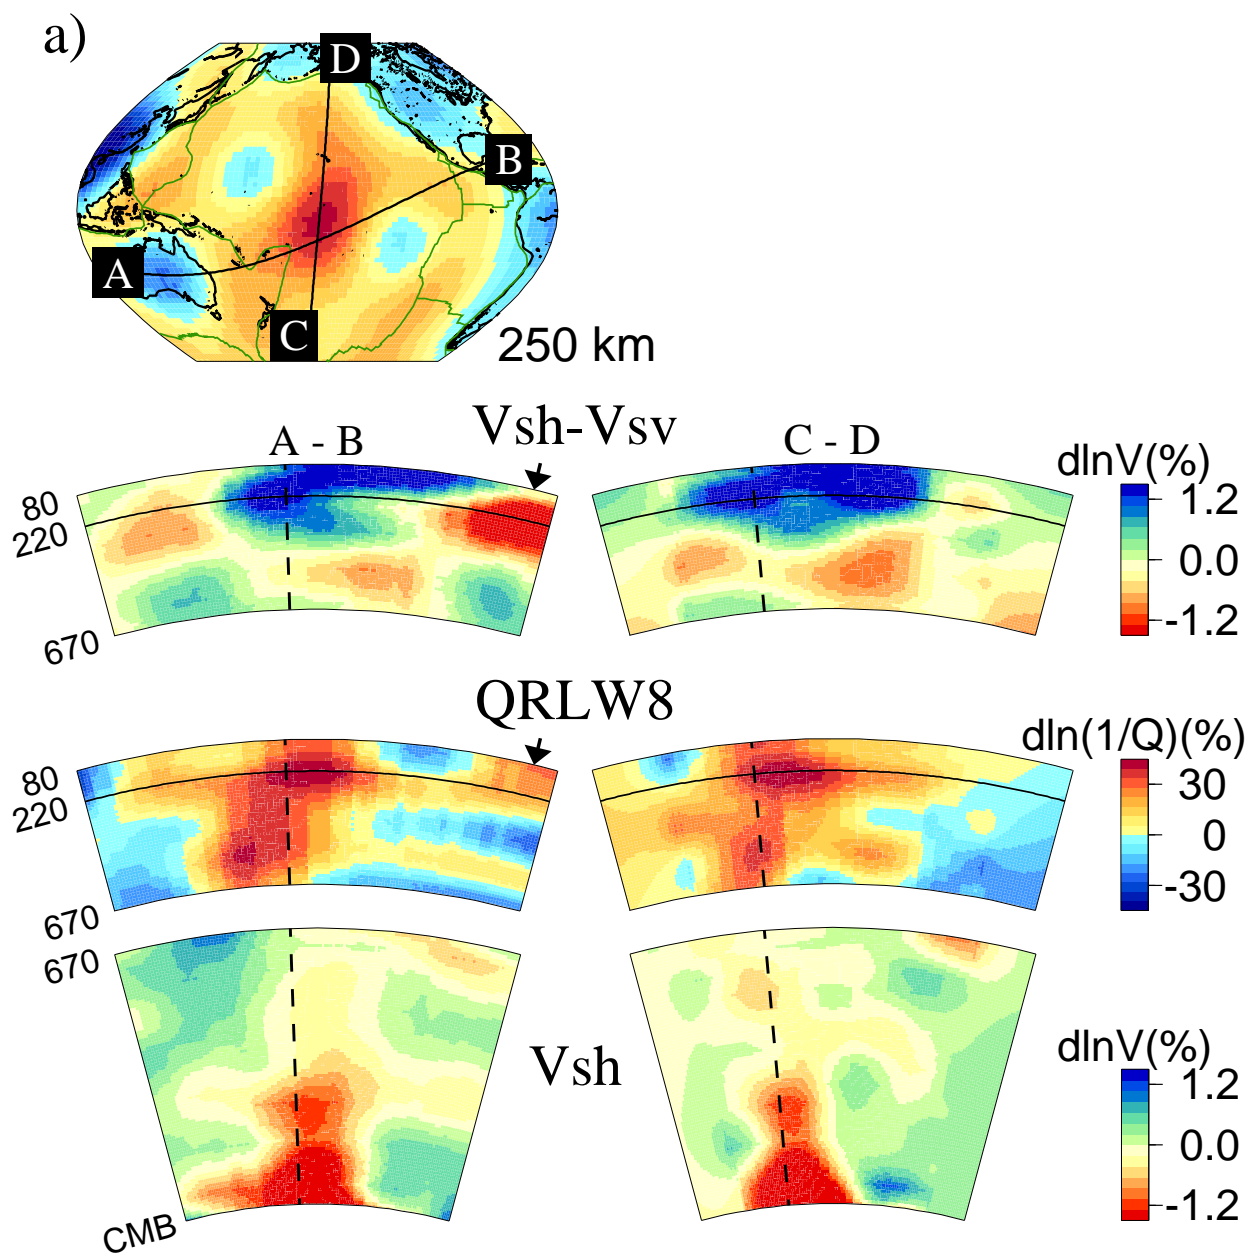 a)
D
B
A
C
250 km
Vsh-Vsv
A - B
C - D
dlnV(%)
80
220
670
1.2
0.0
-1.2
QRLW8
dln(1/Q)(%)
80
220
670
30
0
-30
670
Vsh
CMB
dlnV(%)
1.2
0.0
-1.2